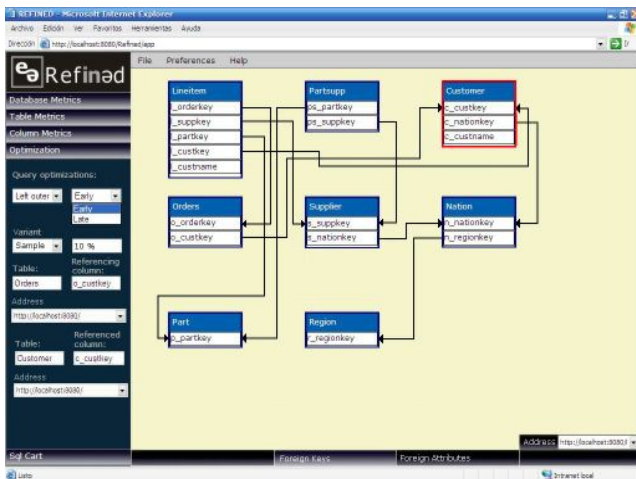 REFINED - Microsoft Internet Explorer
Archivo Edición Ver Favoritos Herramientas Ayuda
Dirección http://localhost:8080/Refined/app Ir
Refinəd
File Preferences Help
Database Metrics
Table Metrics
Column Metrics
Optimization
Query optimizations:
Left outer Early
Early
Late
Variant
Sample 10 %
Table: Referencing column:
Orders o_custkey
Address
http://localhost:8080/
Table: Referenced column:
Customer c_custkey
Address
http://localhost:8080/
Sql Cart
Lineitem
l_orderkey
l_suppkey
l_partkey
l_custkey
l_custname
Partsupp
ps_partkey
ps_suppkey
Customer
c_custkey
c_nationkey
c_custname
Orders
o_orderkey
o_custkey
Supplier
s_suppkey
s_nationkey
Nation
n_nationkey
n_regionkey
Part
p_partkey
Region
r_regionkey
Address http://localhost:8080/
Foreign Keys Foreign Attributes
Listo Intranet local